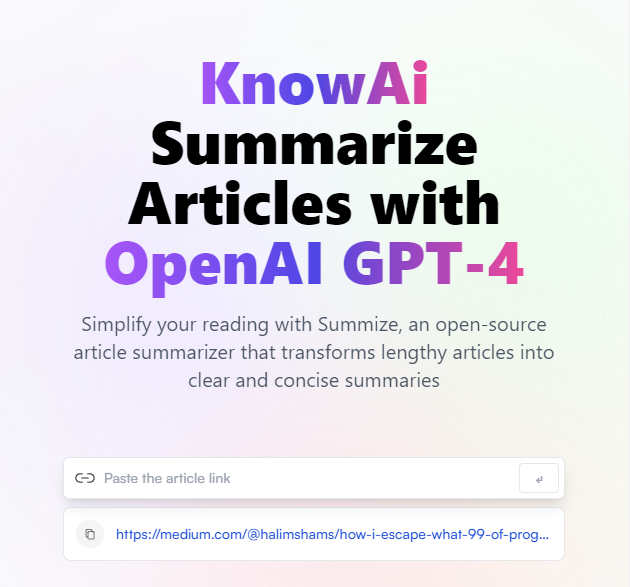 KnowAi
Summarize
Articles with
OpenAI GPT-4
Simplify your reading with Summize, an open-source
article summarizer that transforms lengthy articles into
clear and concise summaries
Paste the article link
https://medium.com/@halimshams/how-i-escape-what-99-of-prog...